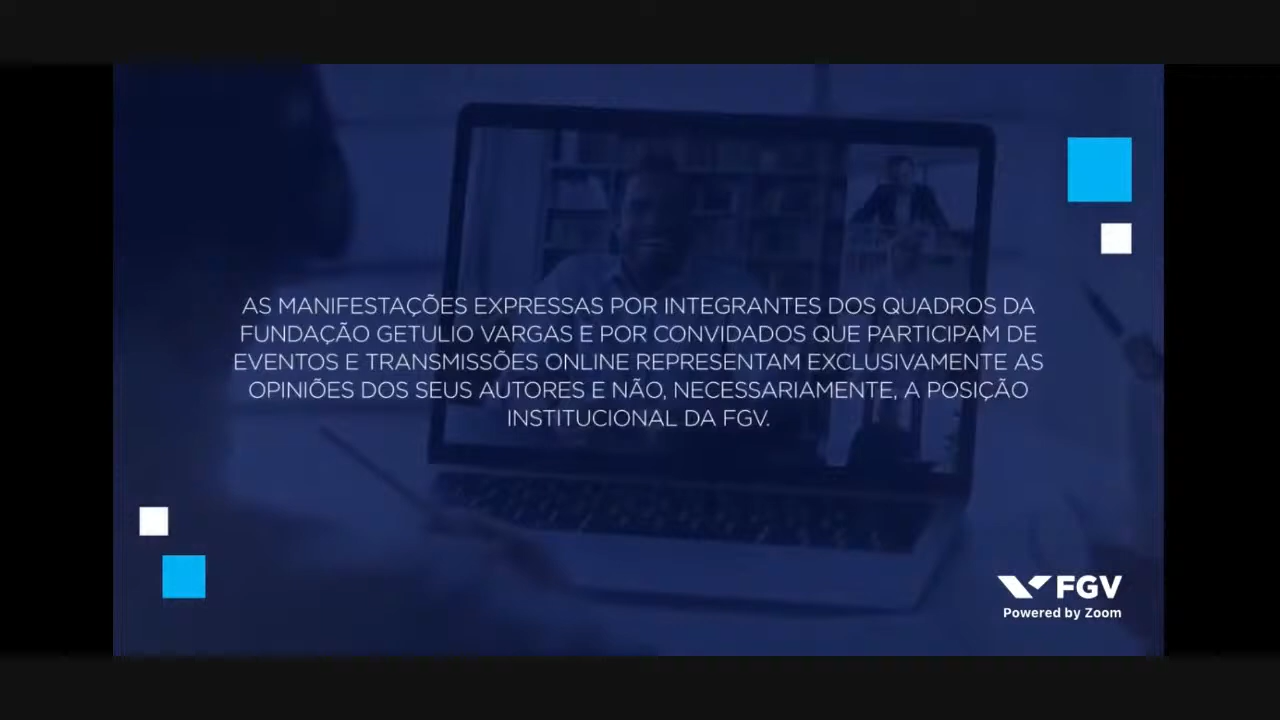 AS MANIFESTAÇÕES EXPRESSAS POR INTEGRANTES DOS QUADROS DA
FUNDAÇÃO GETULIO VARGAS E POR CONVIDADOS QUE PARTICIPAM DE
EVENTOS E TRANSMISSÕES ONLINE REPRESENTAM EXCLUSIVAMENTE AS
OPINIÕES DOS SEUS AUTORES E NÃO, NECESSARIAMENTE, A POSIÇÃO
INSTITUCIONAL DA FGV.
FGV
Powered by Zoom